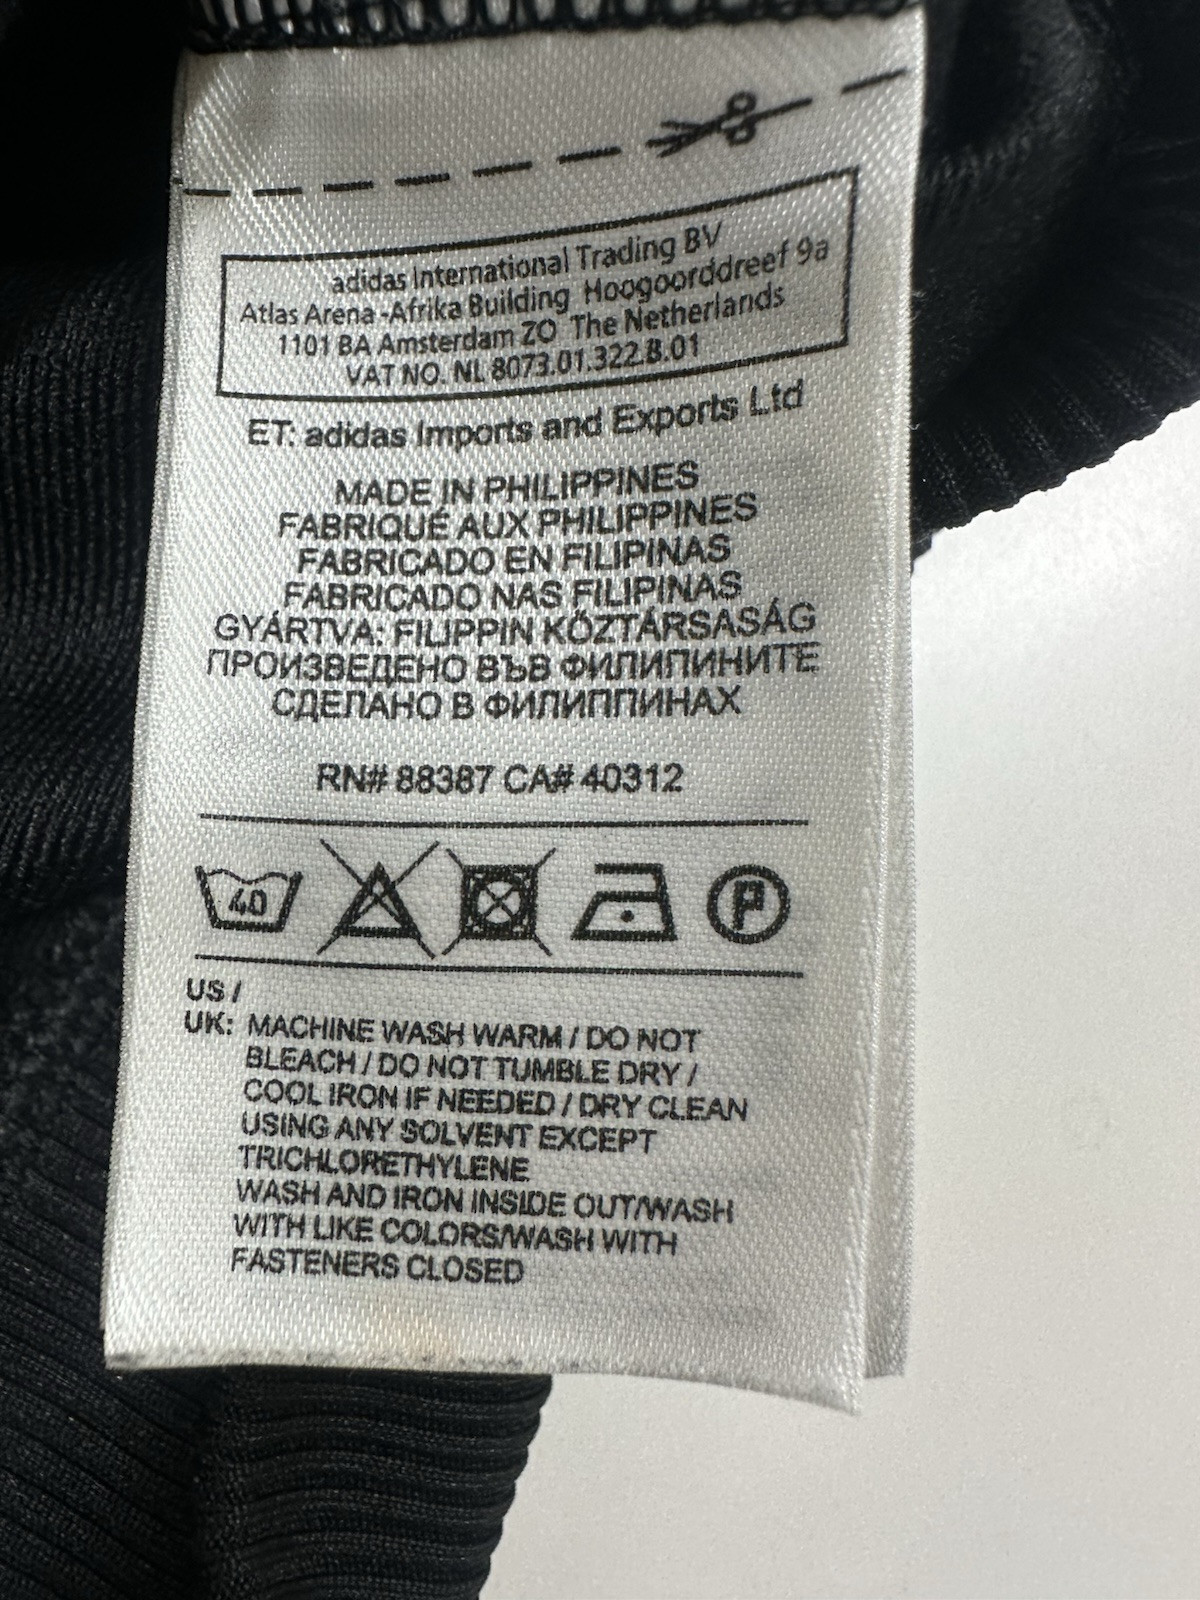 adidas International Trading BV
Atlas Arena -Afrika Building Hoogoorddreef 9a
1101 BA Amsterdam ZO The Netherlands
VAT NO. NL 8073.01.322.B.01
ET: adidas Imports and Exports Ltd
MADE IN PHILIPPINES
FABRIQUÉ AUX PHILIPPINES
FABRICADO EN FILIPINAS
FABRICADO NAS FILIPINAS
GYÁRTVA: FILIPPIN KÖZTÁRSASÁG
ПРОИЗВЕДЕНО ВЪВ ФИЛИПИНИТЕ
СДЕЛАНО В ФИЛИППИНАХ
RN# 88387 CA# 40312
40 P
US /
UK: MACHINE WASH WARM / DO NOT
BLEACH / DO NOT TUMBLE DRY /
COOL IRON IF NEEDED / DRY CLEAN
USING ANY SOLVENT EXCEPT
TRICHLORETHYLENE
WASH AND IRON INSIDE OUT/WASH
WITH LIKE COLORS/WASH WITH
FASTENERS CLOSED